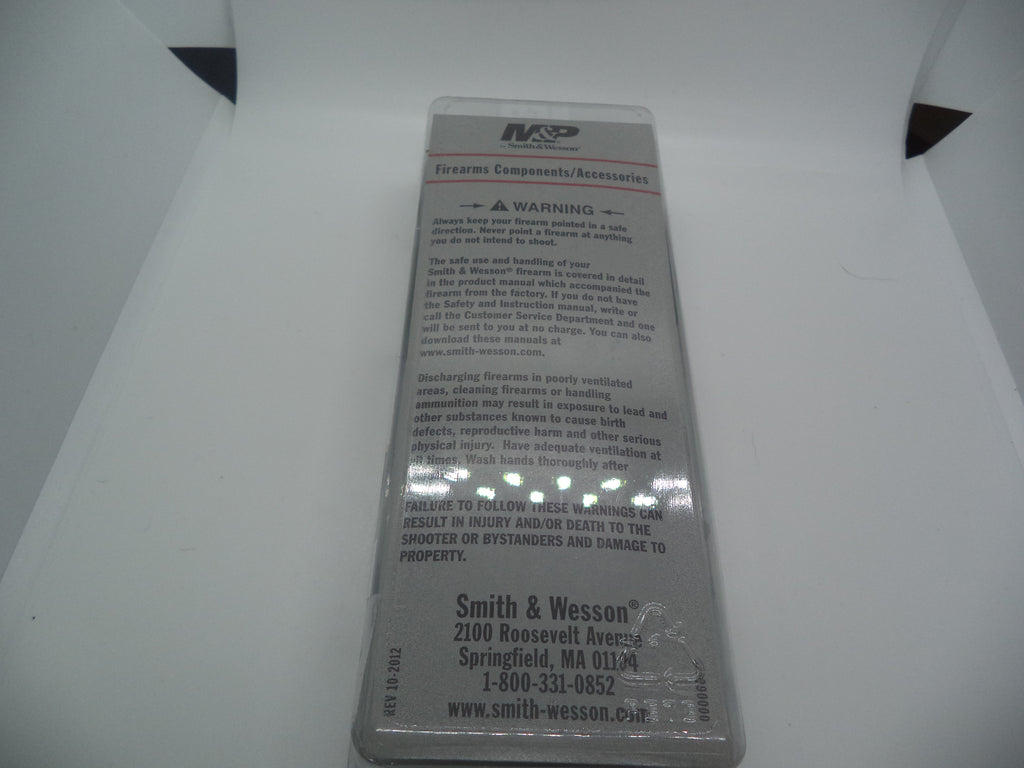 M&P
by Smith & Wesson®
Firearms Components/Accessories
WARNING
Always keep your firearm pointed in a safe
direction. Never point a firearm at anything
you do not intend to shoot.
The safe use and handling of your
Smith & Wesson® firearm is covered in detail
in the product manual which accompanied the
firearm from the factory. If you do not have
the Safety and Instruction manual, write or
call the Customer Service Department and one
will be sent to you at no charge. You can also
download these manuals at
www.smith-wesson.com.
Discharging firearms in poorly ventilated
areas, cleaning firearms or handling
ammunition may result in exposure to lead and
other substances known to cause birth
defects, reproductive harm and other serious
physical injury. Have adequate ventilation at
all times. Wash hands thoroughly after
FAILURE TO FOLLOW THESE WARNINGS CAN
RESULT IN INJURY AND/OR DEATH TO THE
SHOOTER OR BYSTANDERS AND DAMAGE TO
PROPERTY.
Smith & Wesson®
2100 Roosevelt Avenue
Springfield, MA 01104
1-800-331-0852
www.smith-wesson.com
REV 10-2012